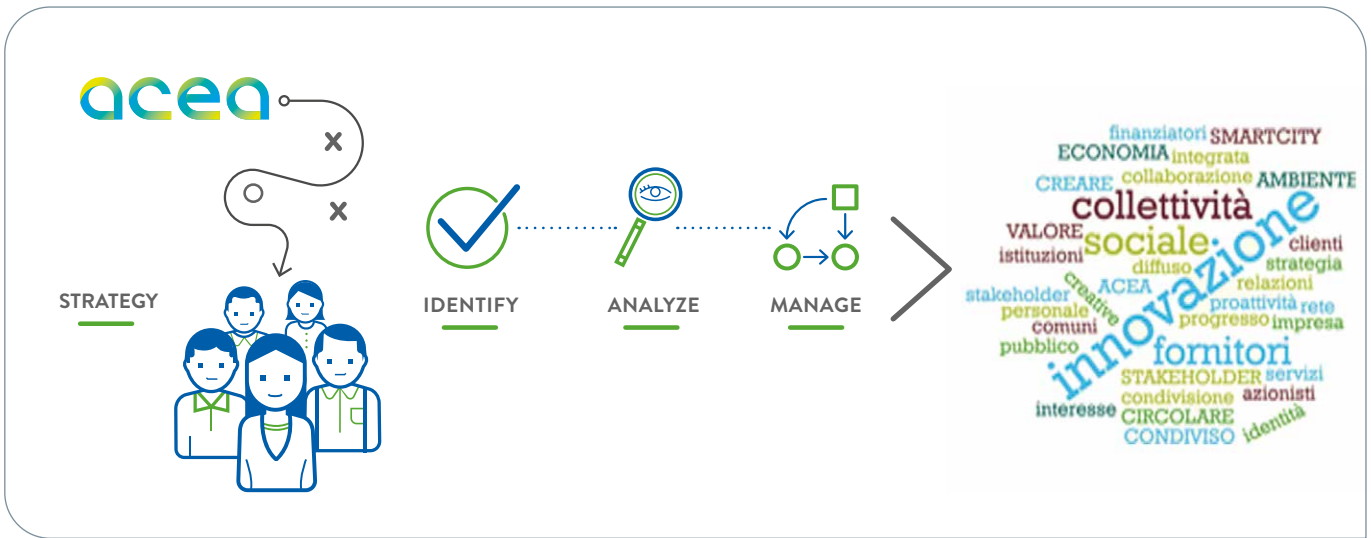 acea
STRATEGY
IDENTIFY
ANALYZE
MANAGE
finanziatori SMARTCITY
ECONOMIA integrata
CREARE collaborazione AMBIENTE
collettività
VALORE sociale innovazione clienti
istituzioni diffuso strategia
stakeholder creative ACEA relazioni
personale proattività rete
comuni progresso impresa
pubblico fornitori
STAKEHOLDER servizi
condivisione azionisti
interesse CIRCOLARE identità
CONDIVISO